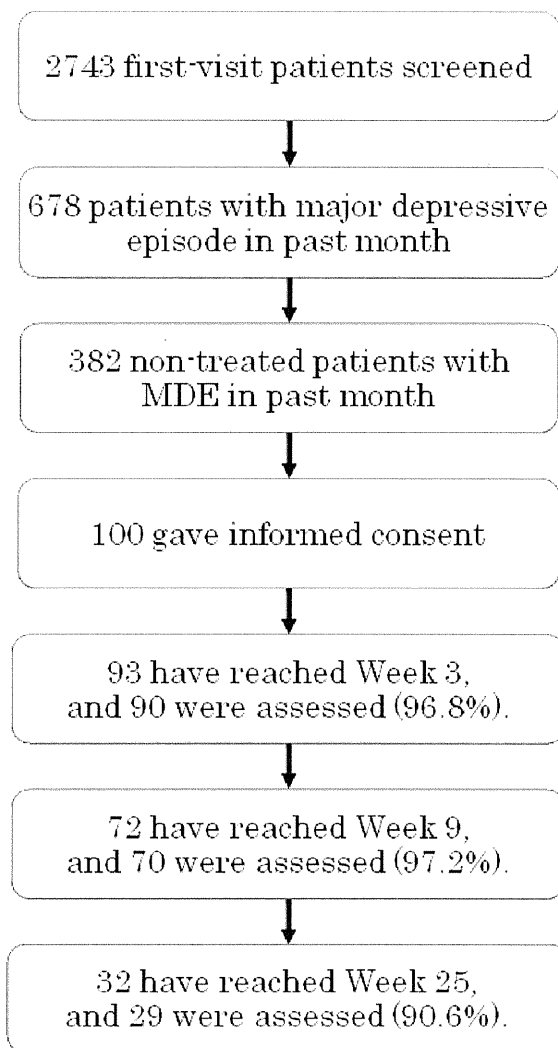 2743 first-visit patients screened
678 patients with major depressive
episode in past month
382 non-treated patients with
MDE in past month
100 gave informed consent
93 have reached Week 3,
and 90 were assessed (96.8%).
72 have reached Week 9,
and 70 were assessed (97.2%).
32 have reached Week 25,
and 29 were assessed (90.6%).